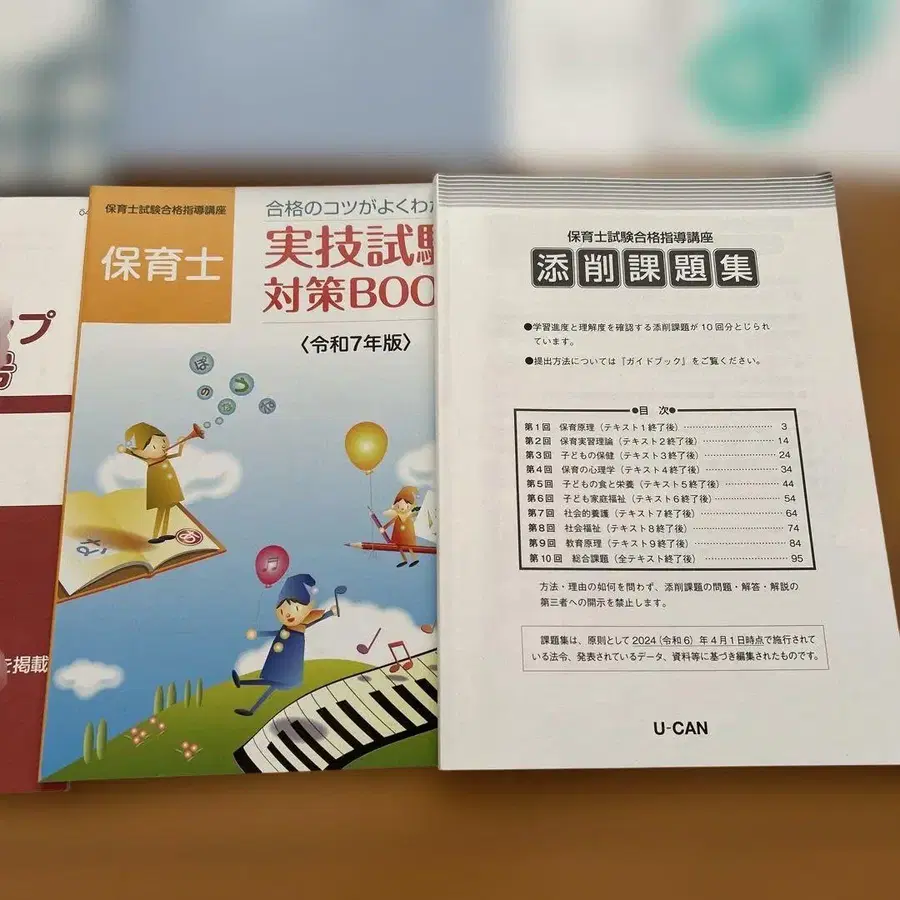 ップ
を掲載
保育士試験合格指導講座
保育士
合格のコツがよくわ
実技試験
対策BOO
〈令和7年版〉
ぽ
の
保育士試験合格指導講座
添削課題集
●学習進度と理解度を確認する添削課題が10回分とじられ
ています。
●提出方法については『ガイドブック』をご覧ください。
●目 次●
第1回 保育原理(テキスト1終了後)……………… 3
第2回 保育実習理論(テキスト2終了後)……………… 14
第3回 子どもの保健(テキスト3終了後)……………… 24
第4回 保育の心理学(テキスト4終了後)……………… 34
第5回 子どもの食と栄養(テキスト5終了後)……………… 44
第6回 子ども家庭福祉(テキスト6終了後)……………… 54
第7回 社会的養護(テキスト7終了後)……………… 64
第8回 社会福祉(テキスト8終了後)……………… 74
第9回 教育原理(テキスト9終了後)……………… 84
第10回 総合課題(全テキスト終了後)……………… 95
方法・理由の如何を問わず、添削課題の問題・解答・解説の
第三者への開示を禁止します。
課題集は、原則として2024(令和6)年4月1日時点で施行されて
いる法令、発表されているデータ、資料等に基づき編集されたものです。
U-CAN